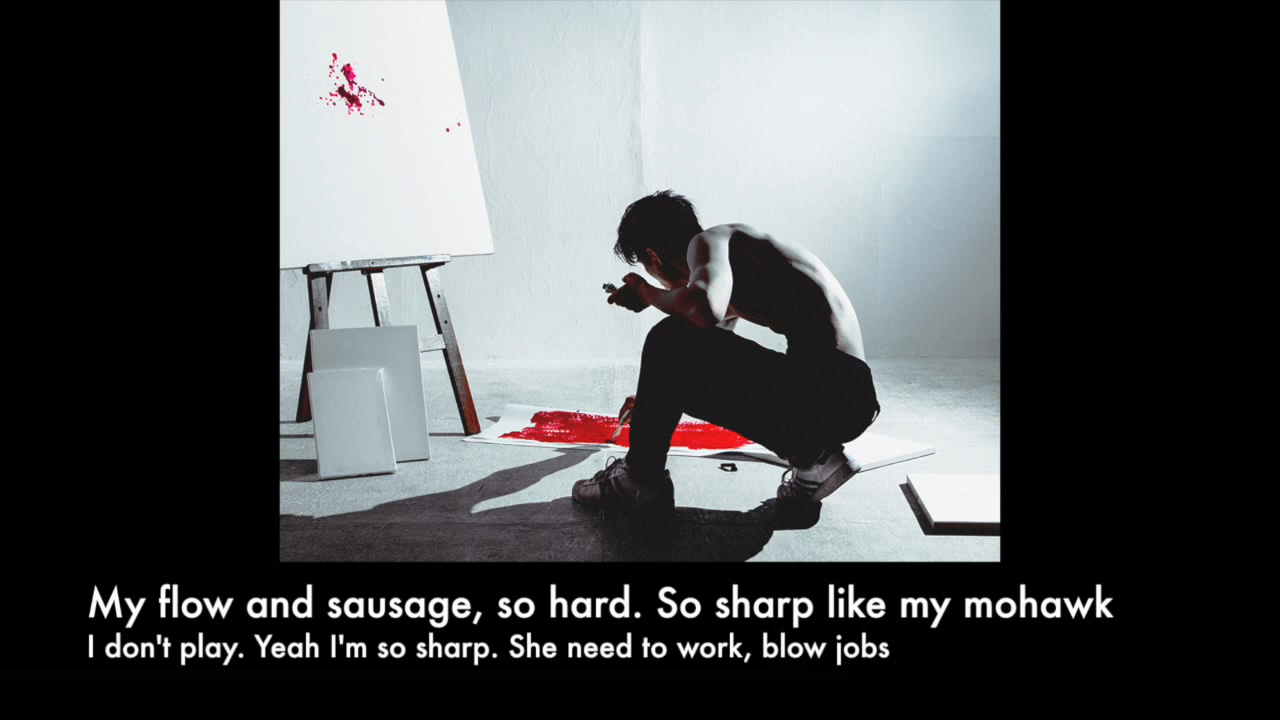 My flow and sausage, so hard. So sharp like my mohawk
I don't play. Yeah I'm so sharp. She need to work, blow jobs